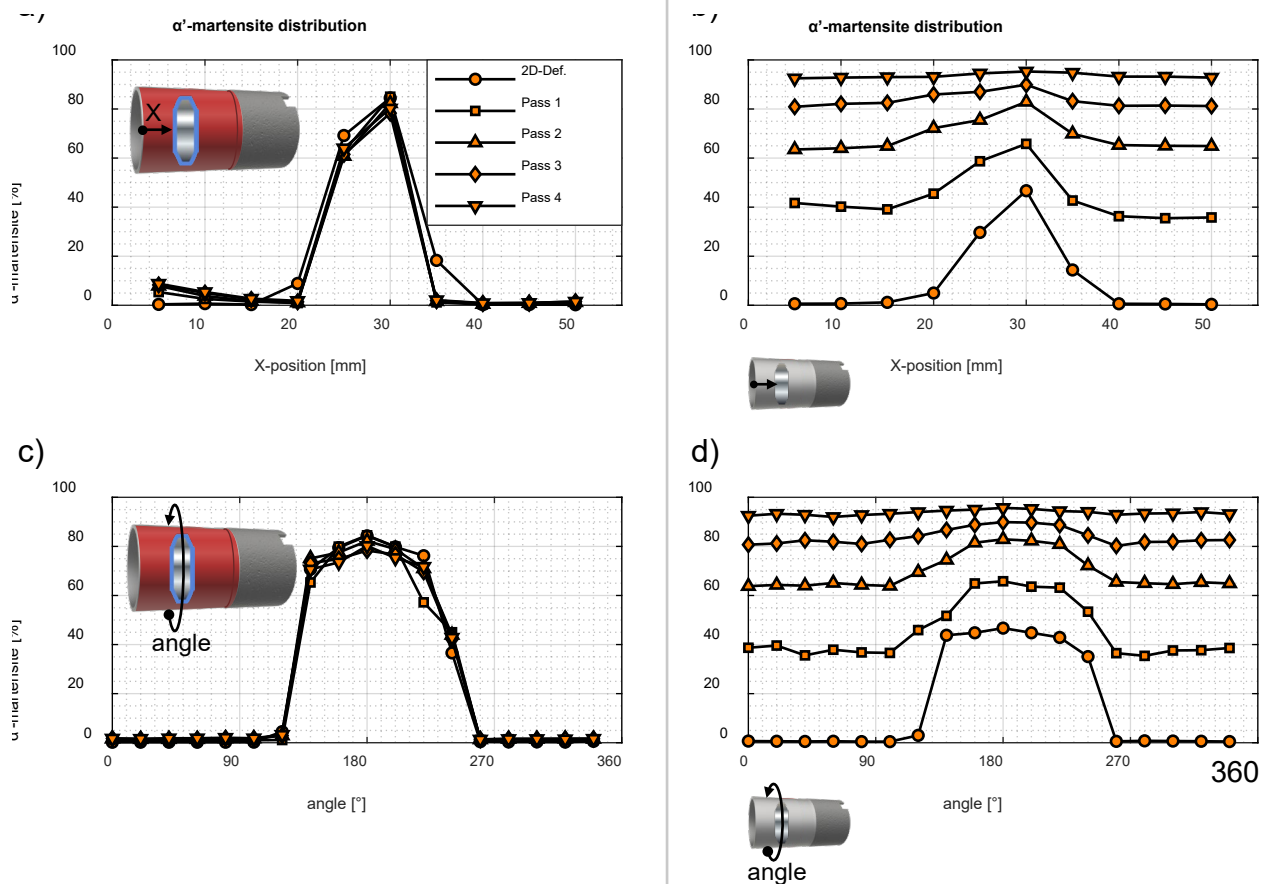 α'-martensite distribution
100
80
60
40
20
0
0
10
20
30
40
50
X-position [mm]
X
2D-Def.
Pass 1
Pass 2
Pass 3
Pass 4
α'-martensite distribution
100
80
60
40
20
0
0
10
20
30
40
50
X-position [mm]
c)
100
80
60
40
20
0
0
90
180
270
360
angle [°]
angle
d)
100
80
60
40
20
0
0
90
180
270
360
angle [°]
angle